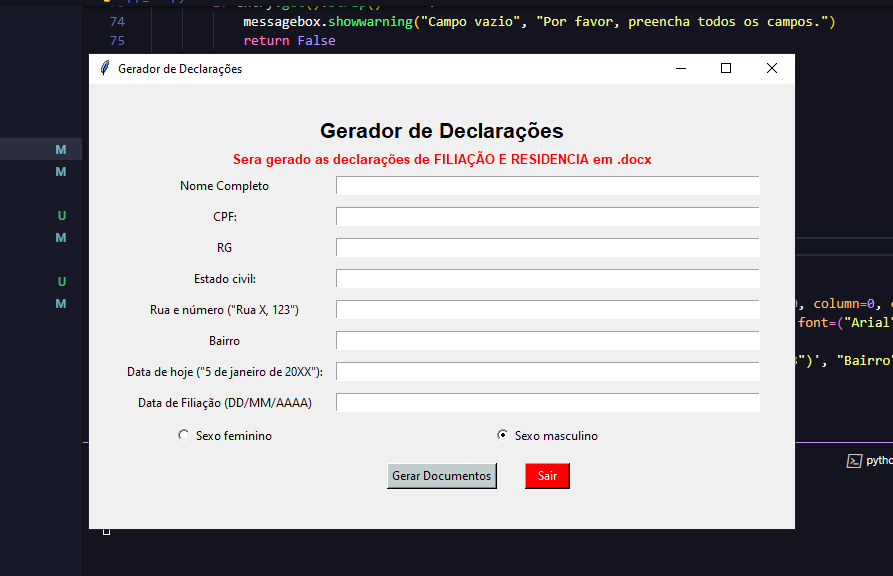 74 messagebox.showwarning("Campo vazio", "Por favor, preencha todos os campos.")
75 return False
Gerador de Declarações
Gerador de Declarações
Sera gerado as declarações de FILIAÇÃO E RESIDENCIA em .docx
M
Nome Completo
M
CPF:
U
RG
M
Estado civil:
U
Rua e número ("Rua X, 123")
M
, column=0,
font=("Arial"
Bairro
")', "Bairro"
Data de hoje ("5 de janeiro de 20XX"):
Data de Filiação (DD/MM/AAAA)
Sexo feminino
Sexo masculino
Gerar Documentos
Sair